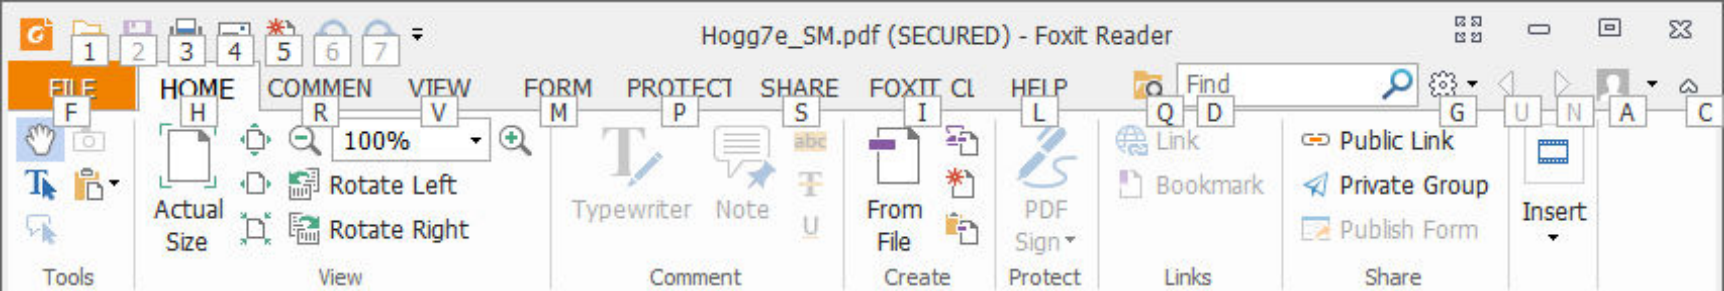 Hogg7e_SM.pdf (SECURED) - Foxit Reader
1 2 3 4 5 6 7
FILE HOME COMMEN VIEW FORM PROTECT SHARE FOXIT CL HELP Find
F H R V M P S I L Q D G U N A C
100% abc Link Public Link
Rotate Left Bookmark Private Group
Actual Size Rotate Right Typewriter Note U From File PDF Sign Publish Form Insert
Tools View Comment Create Protect Links Share